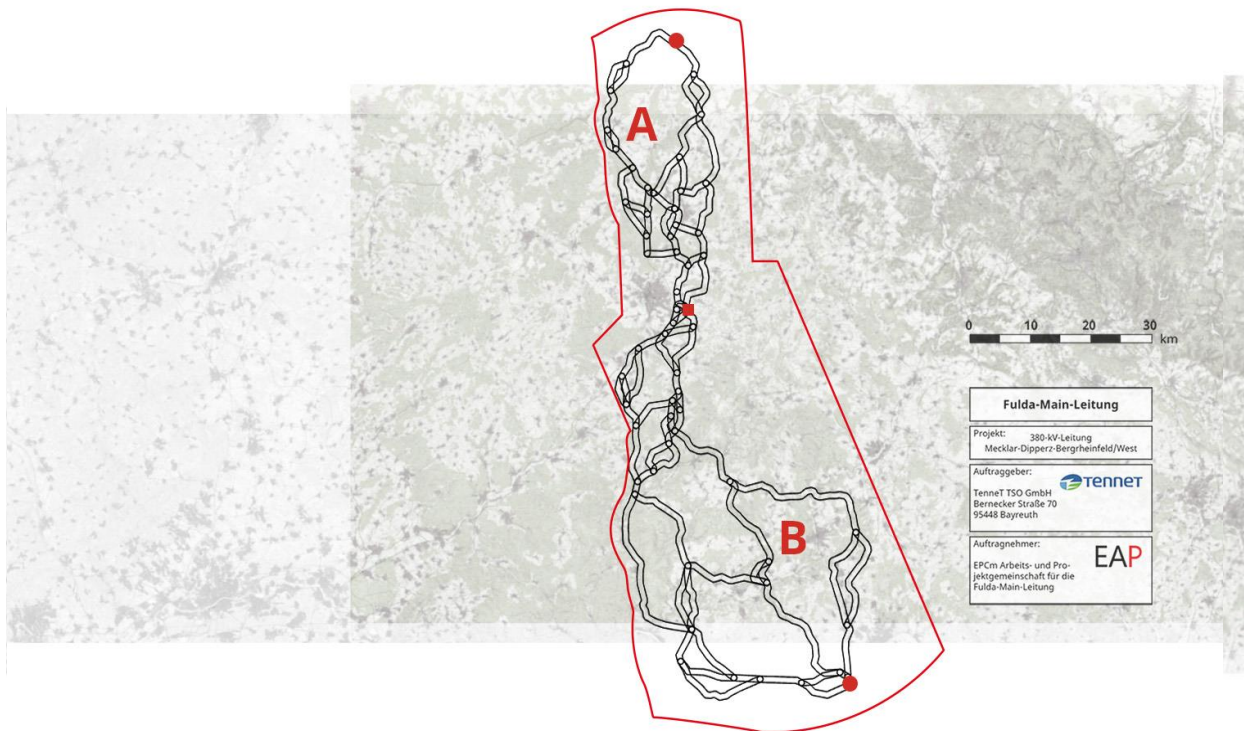 A
B
0 10 20 30 km
Fulda-Main-Leitung
Projekt: 380-kV-Leitung
Mecklar-Dipperz-Bergrheinfeld/West
Auftraggeber:
TenneT
TenneT TSO GmbH
Bernecker Straße 70
95448 Bayreuth
Auftragnehmer:
EAP
EPCm Arbeits- und Pro-
jektgemeinschaft für die
Fulda-Main-Leitung